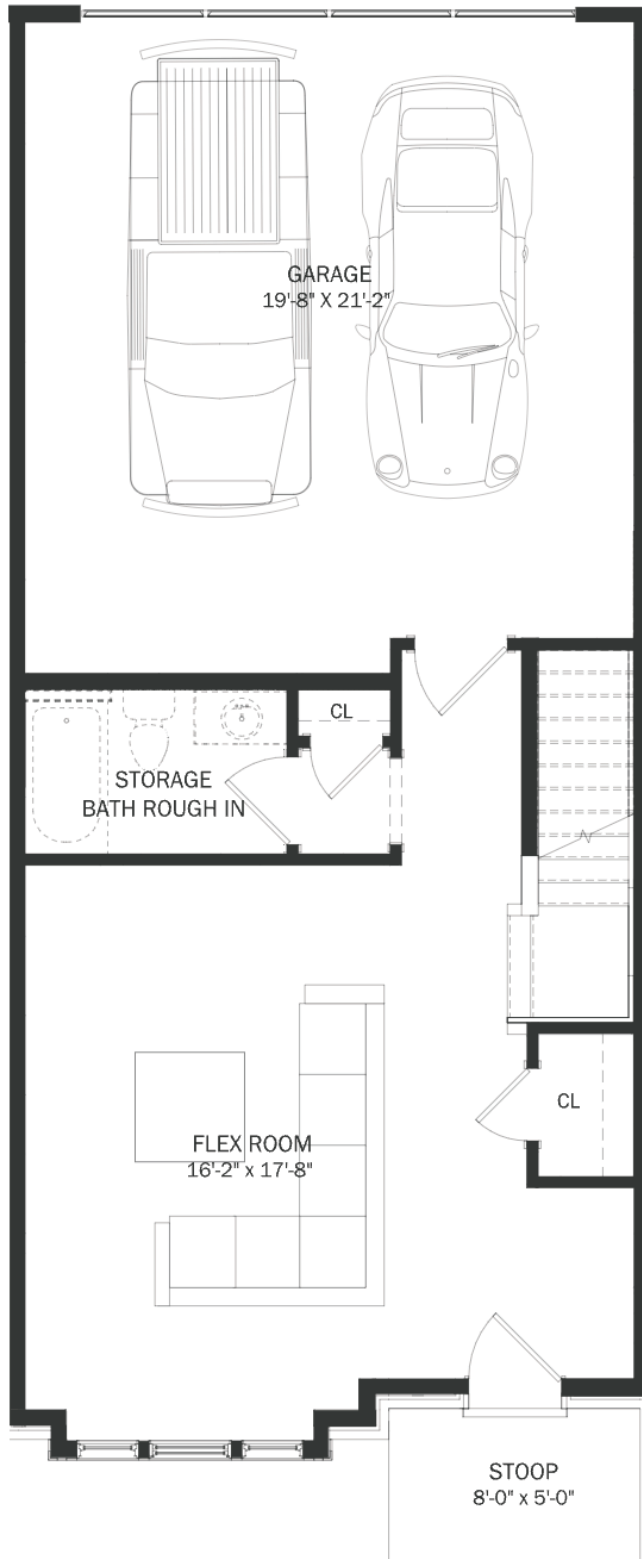 GARAGE
19'-8" X 21'-2"
CL
STORAGE
BATH ROUGH IN
CL
FLEX ROOM
16'-2" x 17'-8"
STOOP
8'-0" x 5'-0"